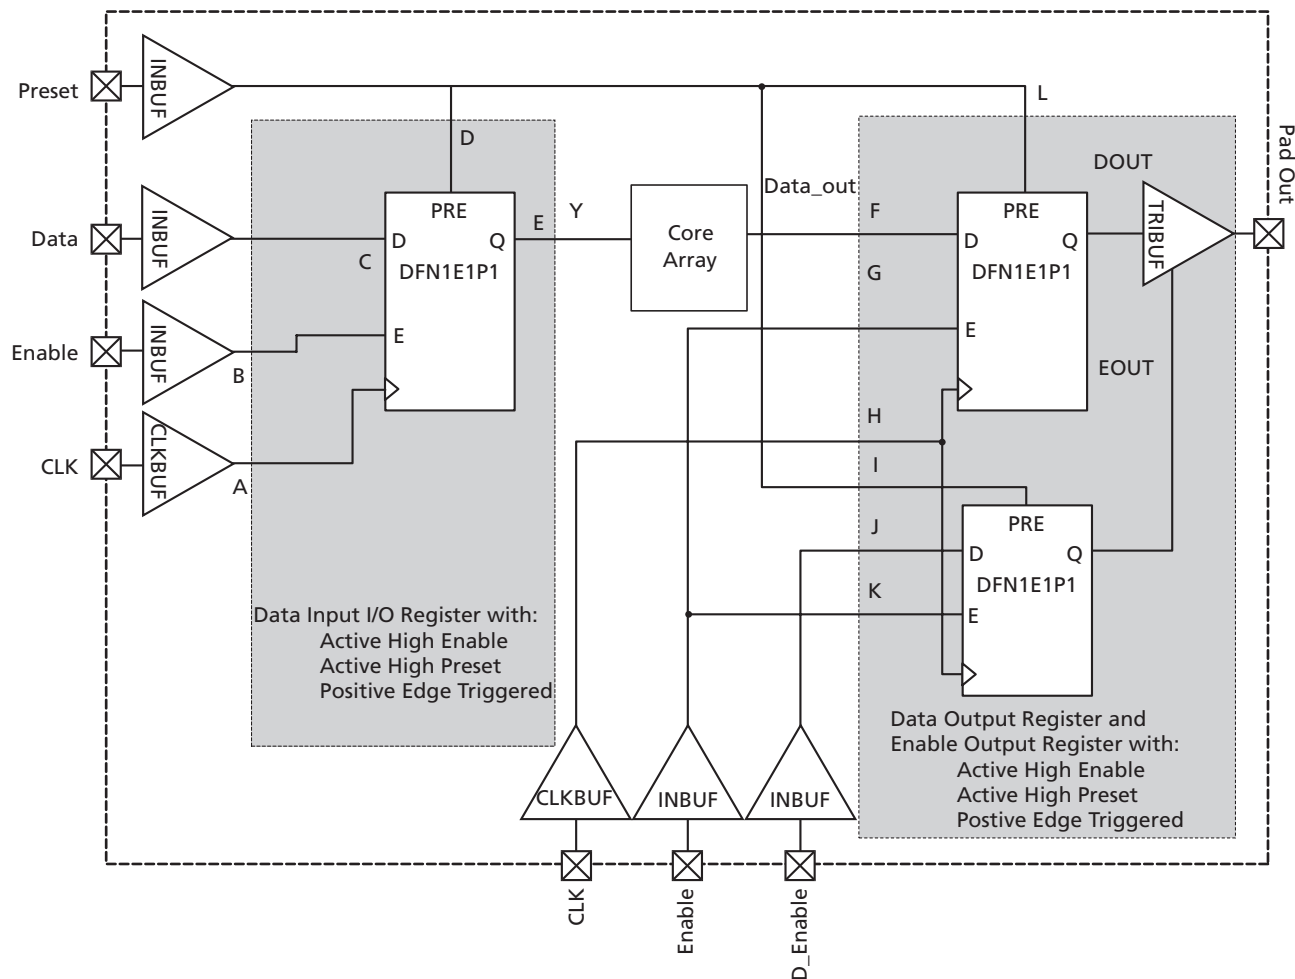 Preset
INBUF
L
D
Pad Out
DOUT
Data
INBUF
PRE
D
Q
C
DFN1E1P1
E
Y
Core
Array
Data_out
F
G
PRE
D
Q
DFN1E1P1
E
TRIBUF
EOUT
Enable
INBUF
B
E
CLK
CLKBUF
A
H
I
J
K
PRE
D
Q
DFN1E1P1
E
Data Input I/O Register with:
Active High Enable
Active High Preset
Positive Edge Triggered
Data Output Register and
Enable Output Register with:
Active High Enable
Active High Preset
Postive Edge Triggered
CLKBUF
INBUF
INBUF
CLK
Enable
D_Enable